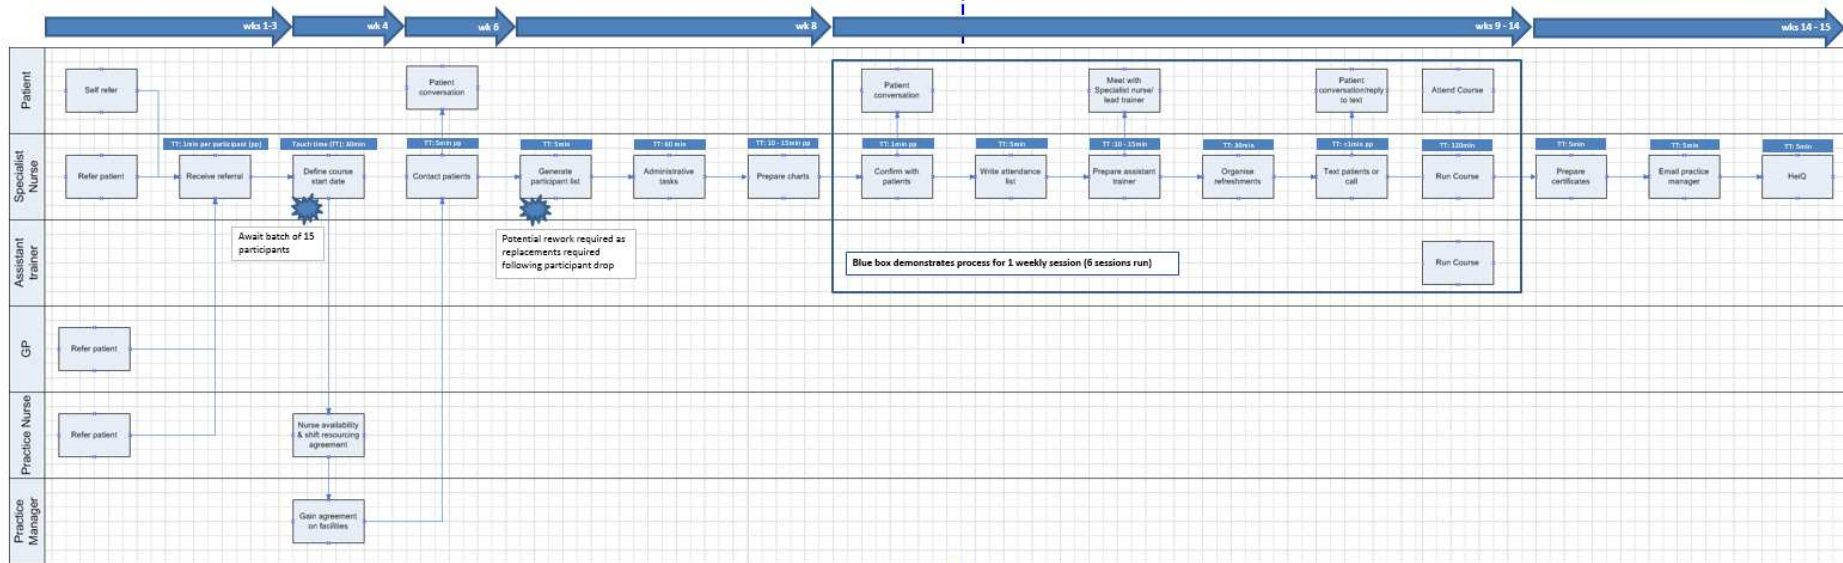 wks 1-3
wk 4
wk 6
wk 8
wks 9 - 14
wks 14 - 15
Patient
Self refer
Patient
conversation
Patient
conversation
Meet with
Specialist nurse/
lead trainer
Patient
conversation/reply
to text
Attend Course
Specialist
Nurse
TT: 1min per participant (pp)
Touch time (TT): 30min
TT: 5min pp
TT: 5min
TT: 60 min
TT: 10 - 15min pp
TT: 1min pp
TT: 5min
TT: 10 - 15min
TT: 30min
TT: <1min pp
TT: 120min
TT: 5min
TT: 5min
TT: 5min
Refer patient
Receive referral
Define course
start date
Contact patients
Generate
participant list
Administrative
tasks
Prepare charts
Confirm with
patients
Write attendance
list
Prepare assistant
trainer
Organise
refreshments
Text patients or
call
Run Course
Prepare
certificates
Email practice
manager
HeiQ
Assistant
trainer
Await batch of 15
participants
Potential rework required as
replacements required
following participant drop
Blue box demonstrates process for 1 weekly session (6 sessions run)
Run Course
GP
Refer patient
Practice Nurse
Refer patient
Nurse availability
& shift resourcing
agreement
Practice
Manager
Gain agreement
on facilities